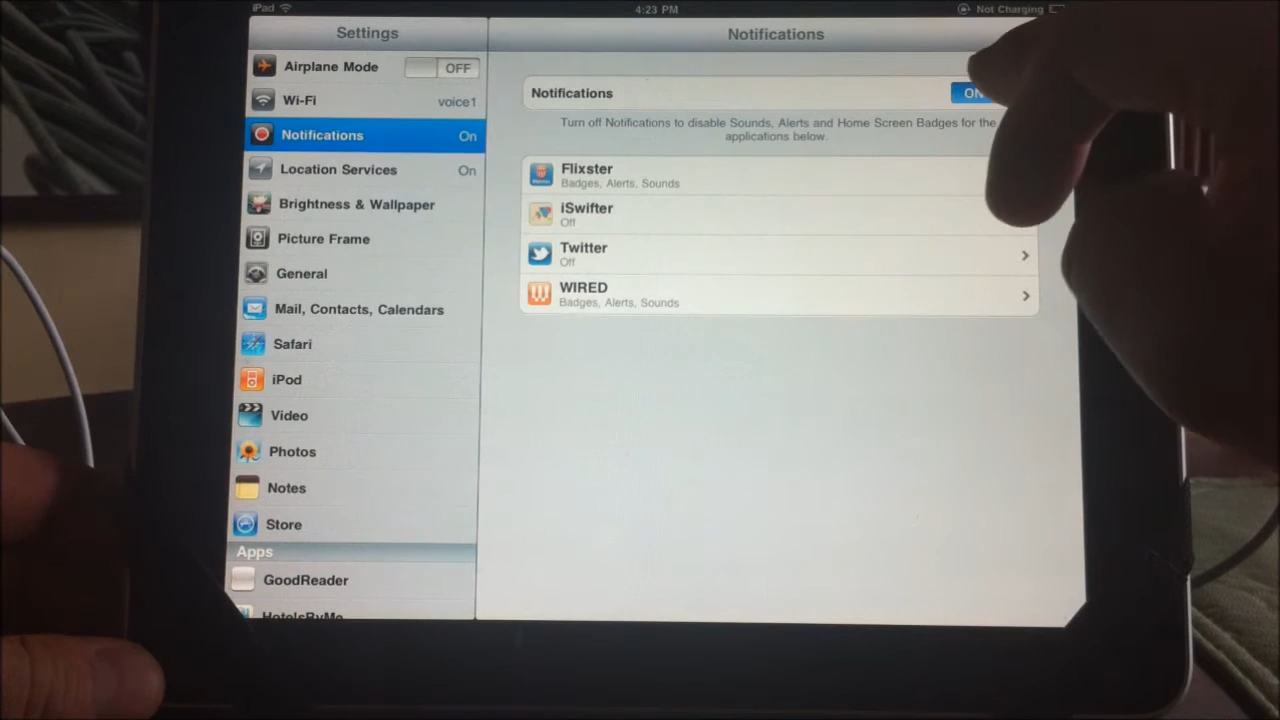 iPad
4:23 PM
Not Charging
Settings
Notifications
Airplane Mode OFF
Wi-Fi voice1
Notifications On
Location Services On
Brightness & Wallpaper
Picture Frame
General
Mail, Contacts, Calendars
Safari
iPod
Video
Photos
Notes
Store
Apps
GoodReader
HotelsByMe
Notifications ON
Turn off Notifications to disable Sounds, Alerts and Home Screen Badges for the
applications below.
Flixster
Badges, Alerts, Sounds
iSwifter
Off
Twitter
Off
WIRED
Badges, Alerts, Sounds